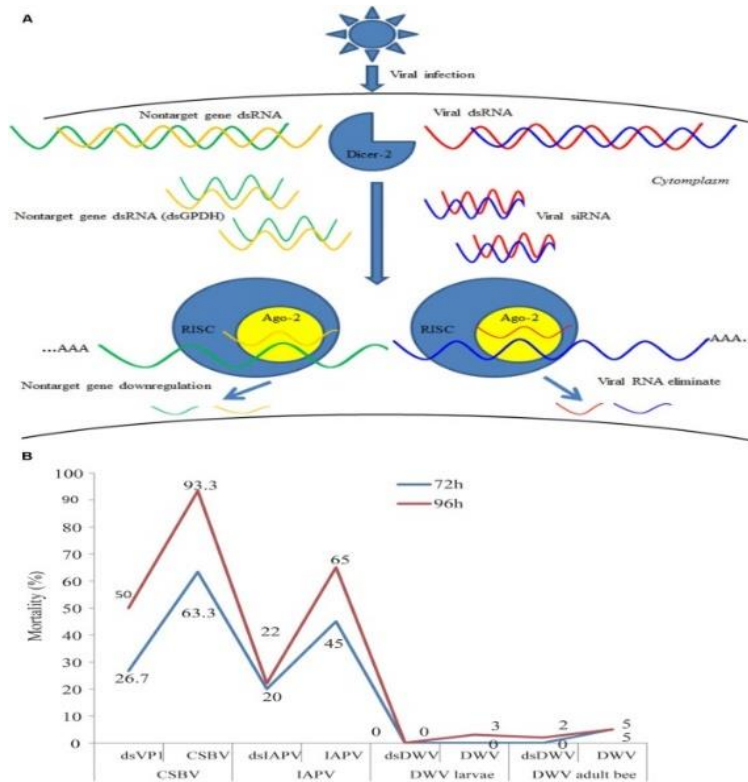 A
Viral infection
Nontarget gene dsRNA
Viral dsRNA
Dicer-2
Cytomplasm
Nontarget gene dsRNA (dsGPDH)
Viral siRNA
Ago-2
Ago-2
RISC
RISC
...AAA
AAA.
Nontarget gene downregulation
Viral RNA eliminate
B
Mortality (%)
100
90
80
70
60
50
40
30
20
10
0
72h
96h
50
93.3
26.7
63.3
22
20
65
45
0
0
3
0
2
0
5
5
dsVP1 CSBV dsIAPV IAPV dsDWV DWV dsDWV DWV
CSBV IAPV DWV larvae DWV adult bee